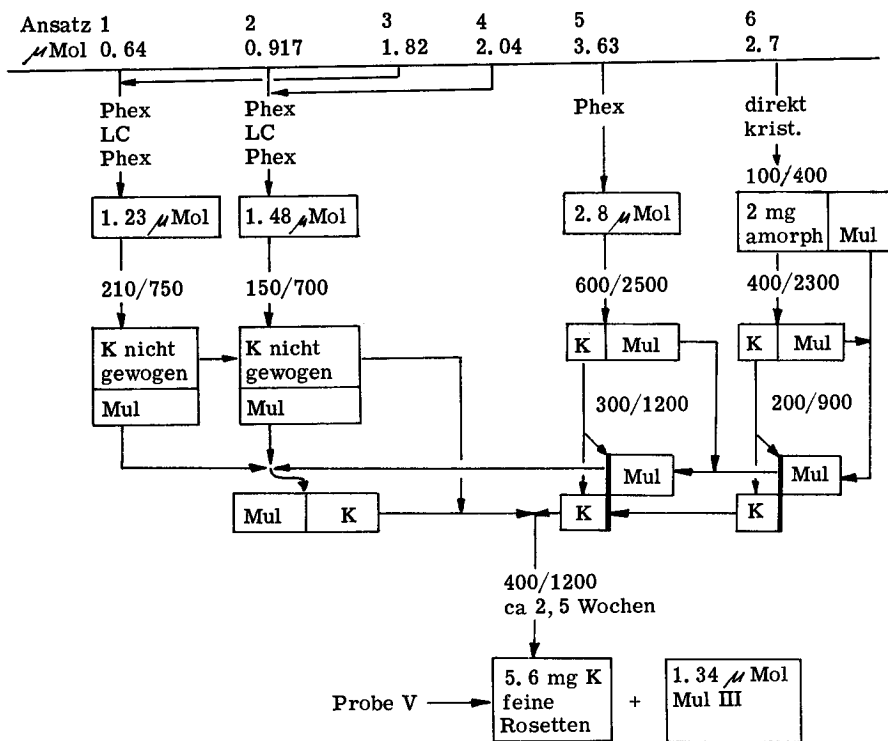 Ansatz 1 2 3 4 5 6
μMol 0.64 0.917 1.82 2.04 3.63 2.7
Phex
LC
Phex
Phex
LC
Phex
Phex
direkt
krist.
100/400
1.23 μMol
1.48 μMol
2.8 μMol
2 mg
amorph
Mul
210/750
150/700
600/2500
400/2300
K nicht
gewogen
Mul
K nicht
gewogen
Mul
K Mul
K Mul
300/1200
200/900
Mul
Mul
Mul K
K
K
400/1200
ca 2,5 Wochen
Probe V
5.6 mg K
feine
Rosetten
+
1.34 μMol
Mul III